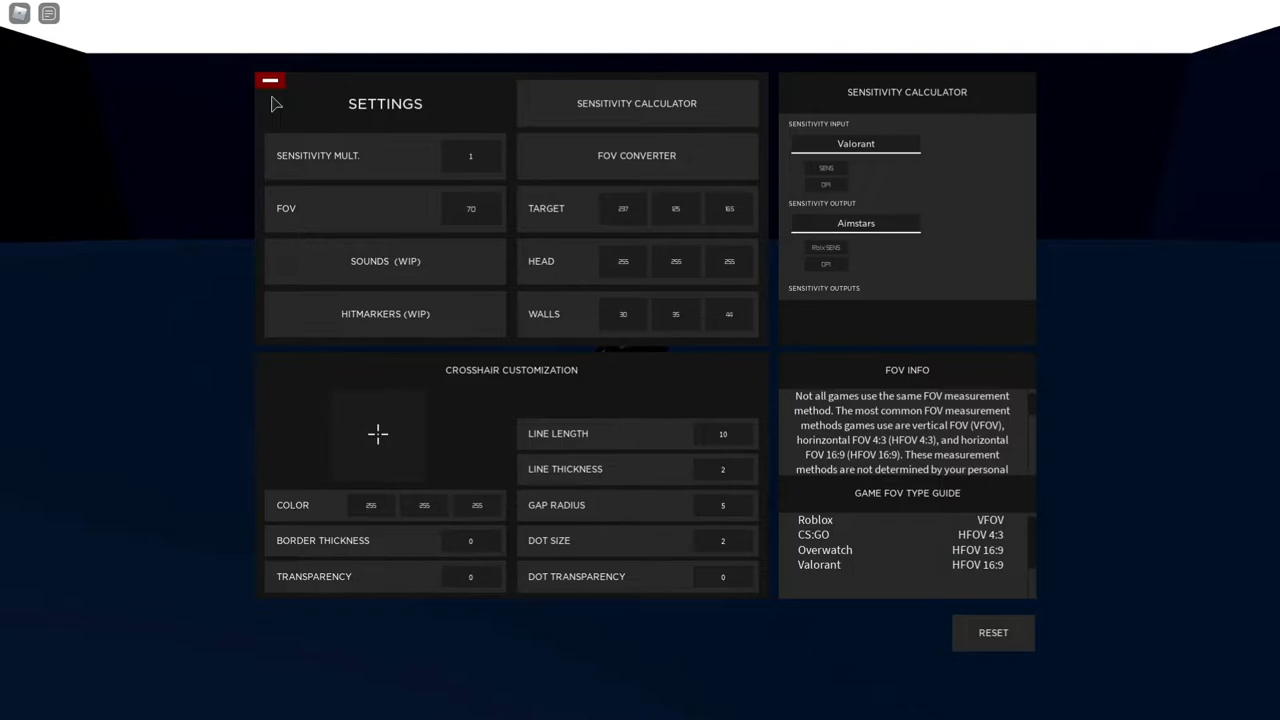 SETTINGS
SENSITIVITY CALCULATOR
SENSITIVITY MULT. 1
FOV CONVERTER
FOV 70
TARGET 237 125 165
SOUNDS (WIP)
HEAD 255 255 255
HITMARKERS (WIP)
WALLS 30 35 44
SENSITIVITY CALCULATOR
SENSITIVITY INPUT
Valorant
SENS
DPI
SENSITIVITY OUTPUT
Aimstars
Rblx SENS
DPI
SENSITIVITY OUTPUTS
CROSSHAIR CUSTOMIZATION
LINE LENGTH 10
LINE THICKNESS 2
COLOR 255 255 255
GAP RADIUS 5
BORDER THICKNESS 0
DOT SIZE 2
TRANSPARENCY 0
DOT TRANSPARENCY 0
FOV INFO
Not all games use the same FOV measurement
method. The most common FOV measurement
methods games use are vertical FOV (VFOV),
horinzontal FOV 4:3 (HFOV 4:3), and horizontal
FOV 16:9 (HFOV 16:9). These measurement
methods are not determined by your personal
GAME FOV TYPE GUIDE
Roblox VFOV
CS:GO HFOV 4:3
Overwatch HFOV 16:9
Valorant HFOV 16:9
RESET